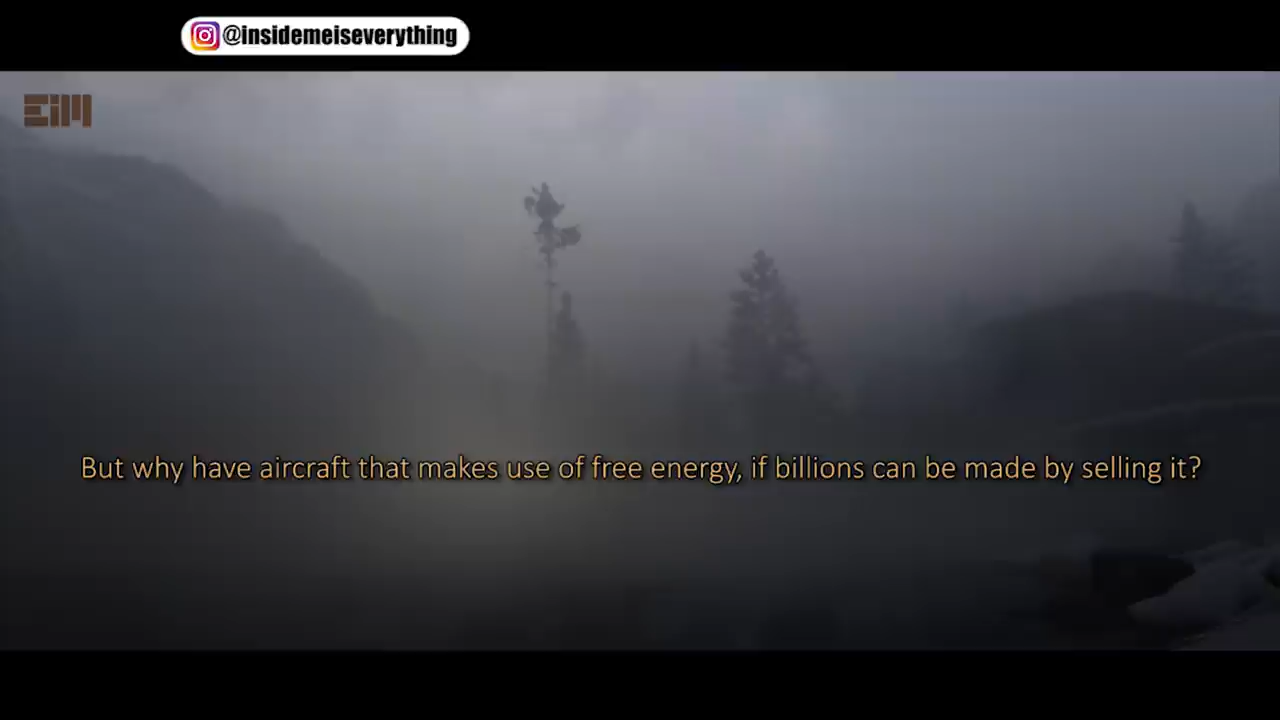 @insidemeiseverything
EiM
But why have aircraft that makes use of free energy, if billions can be made by selling it?